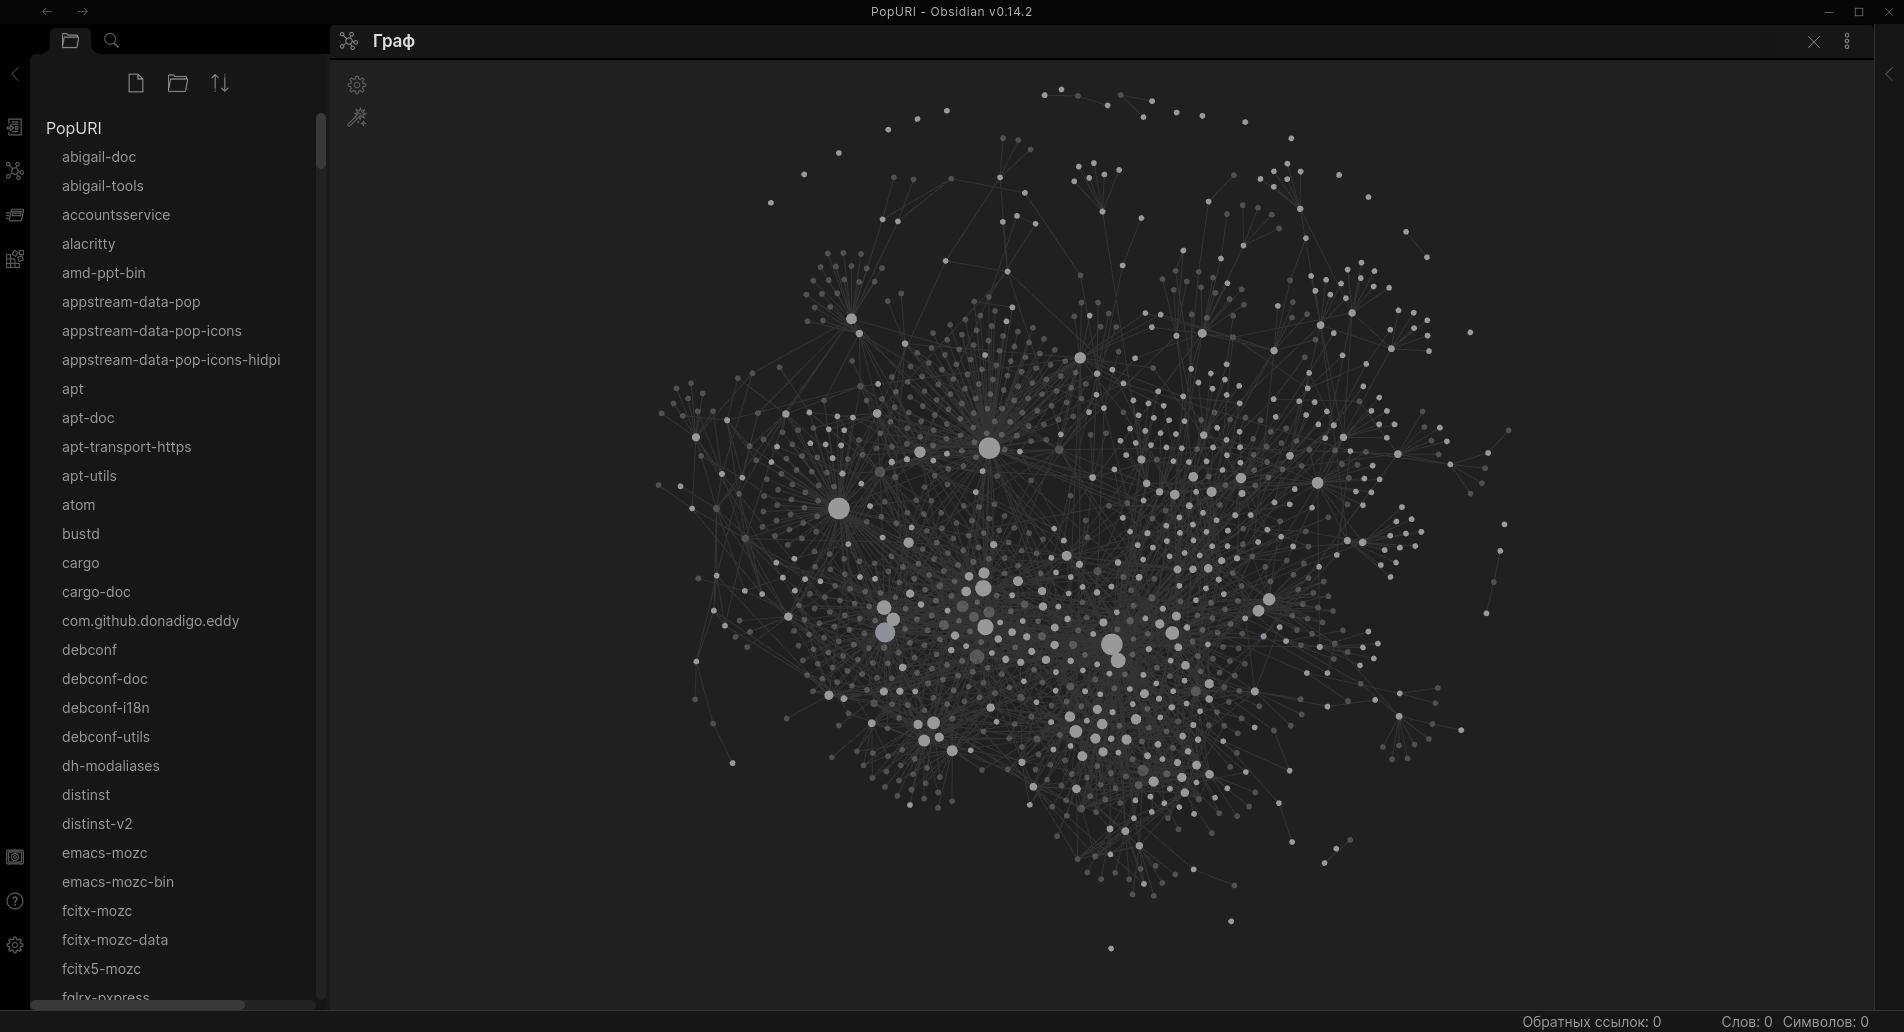 PopURI - Obsidian v0.14.2
Граф
PopURI
abigail-doc
abigail-tools
accountsservice
alacritty
amd-ppt-bin
appstream-data-pop
appstream-data-pop-icons
appstream-data-pop-icons-hidpi
apt
apt-doc
apt-transport-https
apt-utils
atom
bustd
cargo
cargo-doc
com.github.donadigo.eddy
debconf
debconf-doc
debconf-i18n
debconf-utils
dh-modaliases
distinst
distinst-v2
emacs-mozc
emacs-mozc-bin
fcitx-mozc
fcitx-mozc-data
fcitx5-mozc
fglrx-pxpress
Обратных ссылок: 0 Слов: 0 Символов: 0